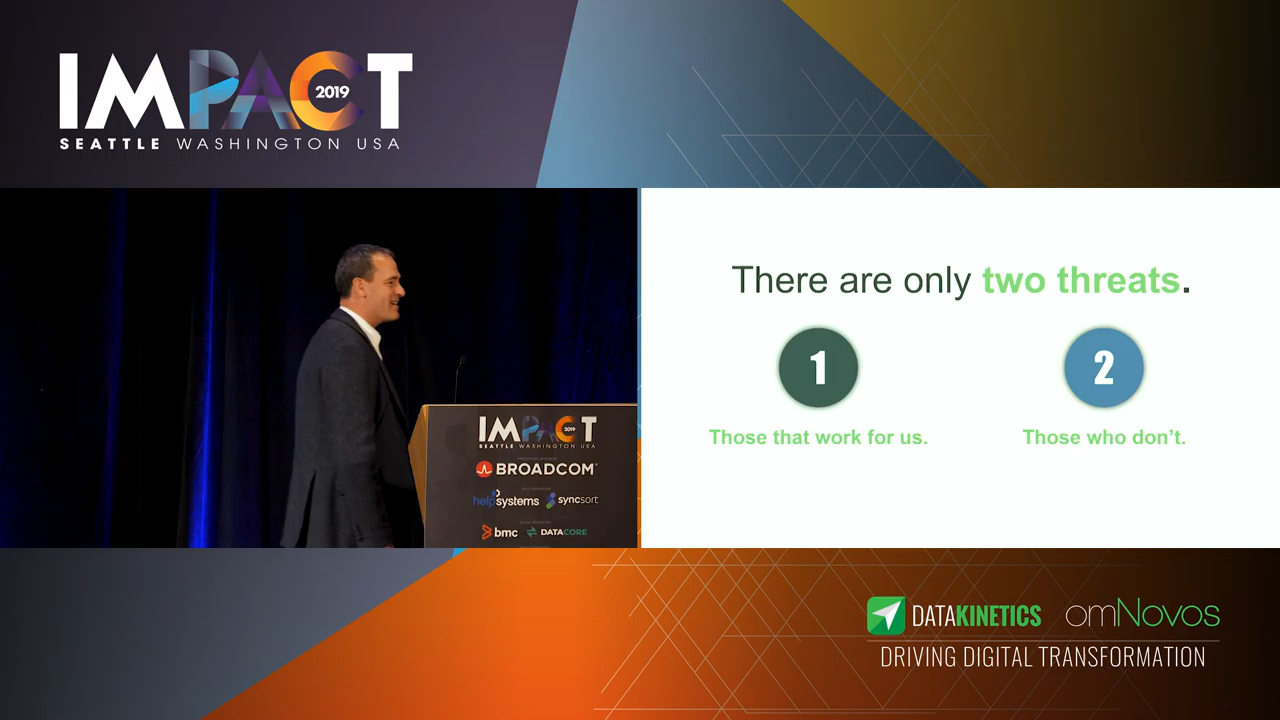 IMPACT
2019
SEATTLE WASHINGTON USA
There are only two threats.
1
2
Those that work for us.
Those who don't.
IMPACT
2019
SEATTLE WASHINGTON USA
BROADCOM
helpsystems syncsort
bmc DATACORE
DATAKINETICS omNovos
DRIVING DIGITAL TRANSFORMATION